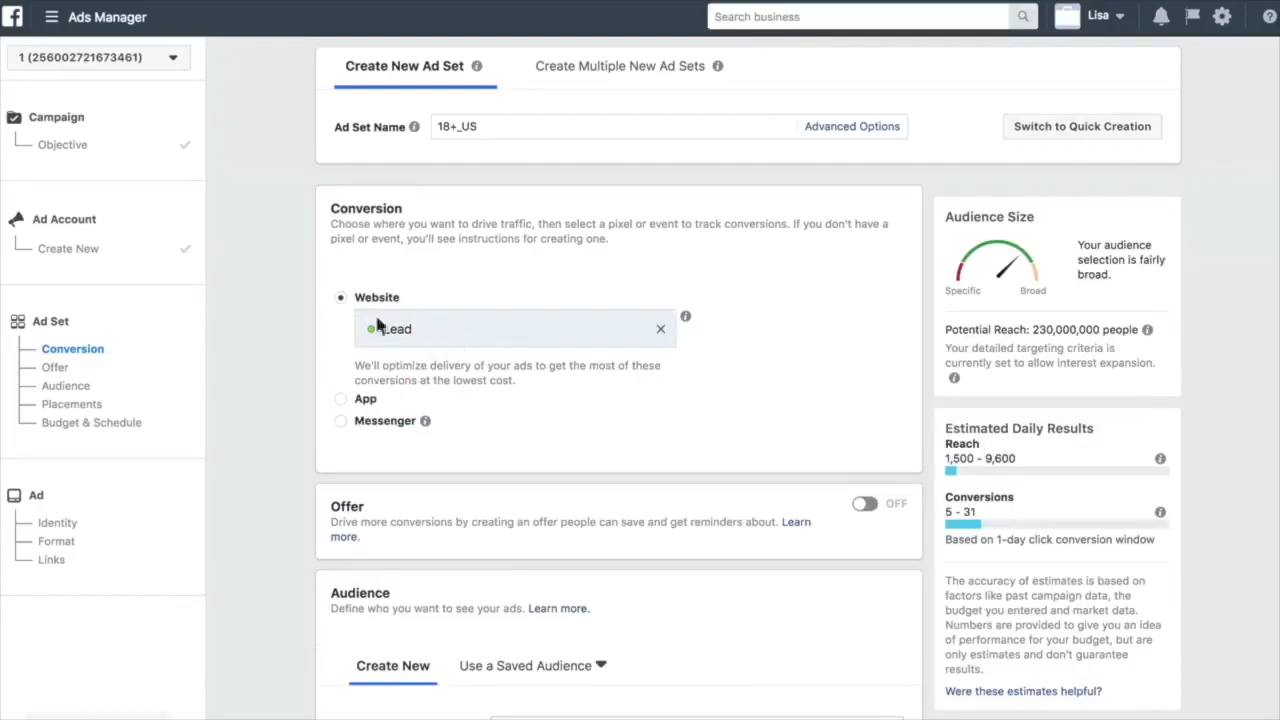 Ads Manager
Search business
Lisa
1 (256002721673461)
Campaign
Objective
Ad Account
Create New
Ad Set
Conversion
Offer
Audience
Placements
Budget & Schedule
Ad
Identity
Format
Links
Create New Ad Set
Create Multiple New Ad Sets
Ad Set Name
18+_US
Advanced Options
Switch to Quick Creation
Conversion
Choose where you want to drive traffic, then select a pixel or event to track conversions. If you don't have a
pixel or event, you'll see instructions for creating one.
Website
Lead
We'll optimize delivery of your ads to get the most of these
conversions at the lowest cost.
App
Messenger
Offer
OFF
Drive more conversions by creating an offer people can save and get reminders about. Learn
more.
Audience
Define who you want to see your ads. Learn more.
Create New
Use a Saved Audience
Audience Size
Specific
Broad
Your audience
selection is fairly
broad.
Potential Reach: 230,000,000 people
Your detailed targeting criteria is
currently set to allow interest expansion.
Estimated Daily Results
Reach
1,500 - 9,600
Conversions
5 - 31
Based on 1-day click conversion window
The accuracy of estimates is based on
factors like past campaign data, the
budget you entered and market data.
Numbers are provided to give you an idea
of performance for your budget, but are
only estimates and don't guarantee
results.
Were these estimates helpful?